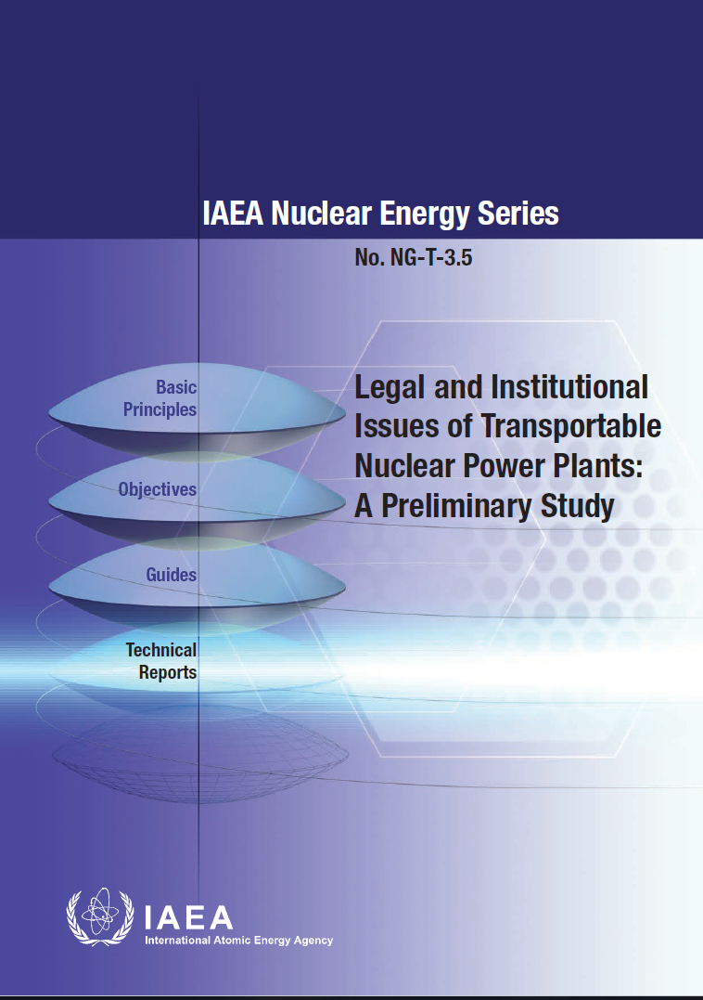 IAEA Nuclear Energy Series
No. NG-T-3.5
Basic
Principles
Legal and Institutional
Issues of Transportable
Nuclear Power Plants:
A Preliminary Study
Objectives
Guides
Technical
Reports
IAEA
International Atomic Energy Agency